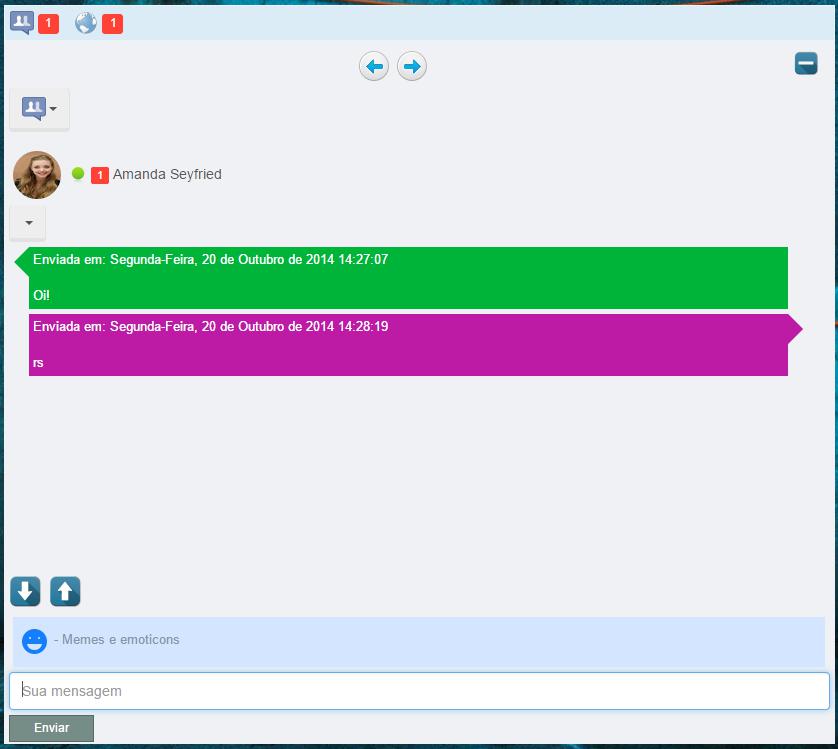 1 1
1 Amanda Seyfried
Enviada em: Segunda-Feira, 20 de Outubro de 2014 14:27:07
Oi!
Enviada em: Segunda-Feira, 20 de Outubro de 2014 14:28:19
rs
- Memes e emoticons
Sua mensagem
Enviar